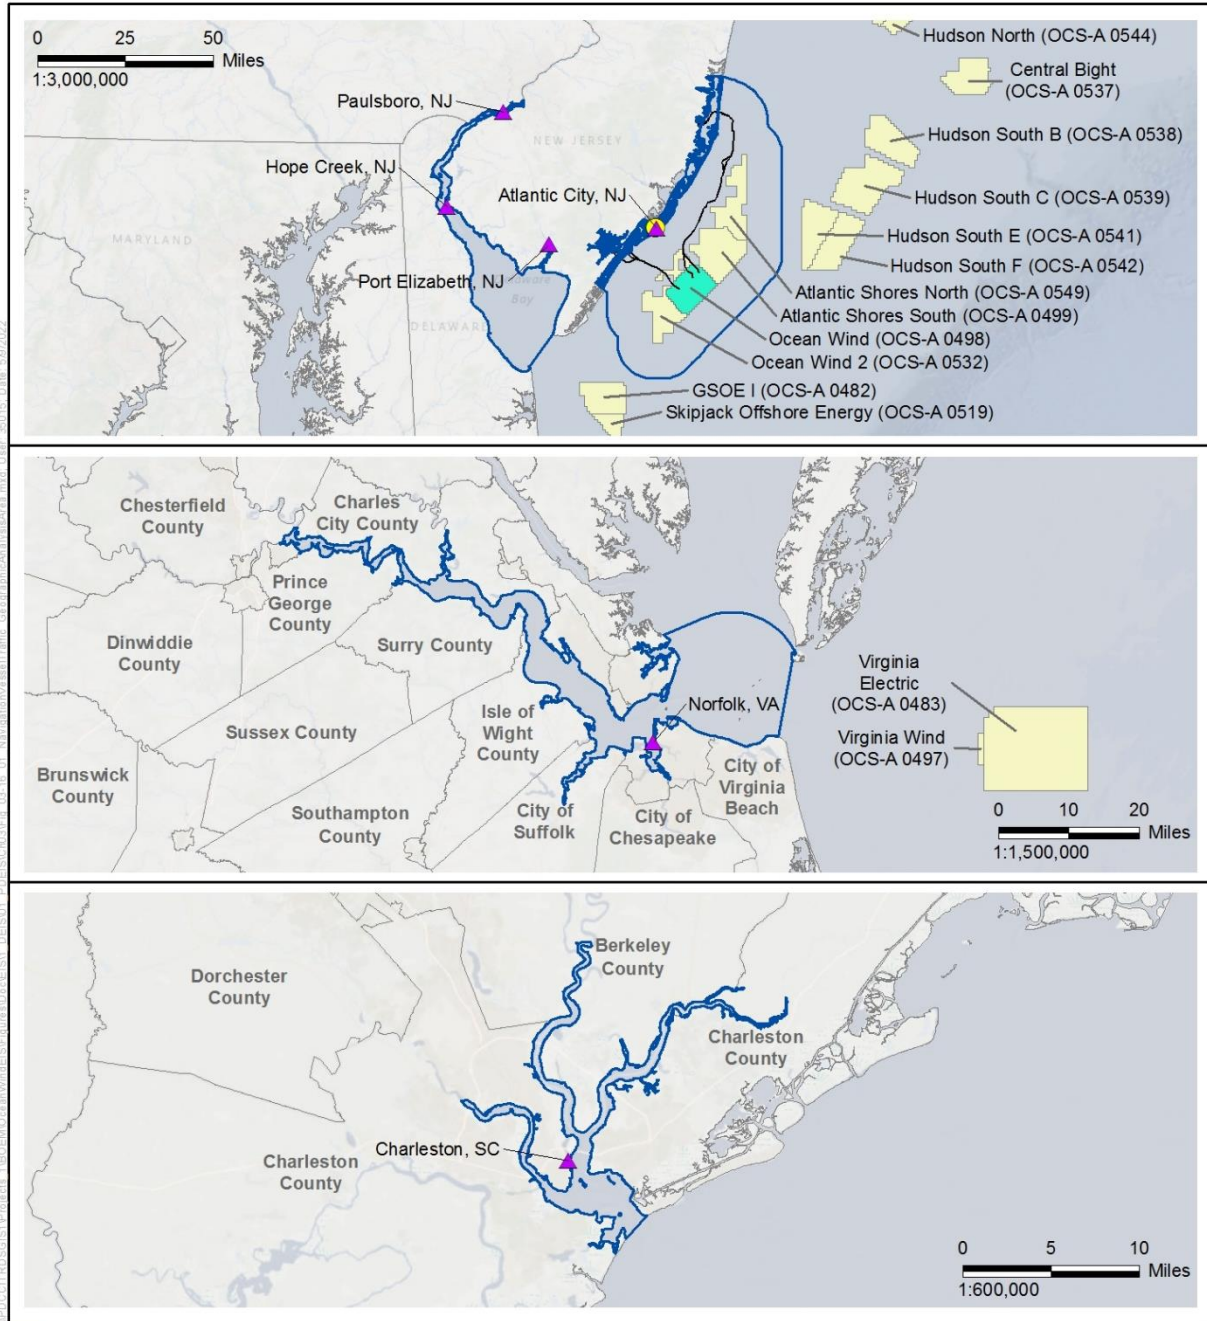 0 25 50
Miles
1:3,000,000
Hudson North (OCS-A 0544)
Central Bight
(OCS-A 0537)
Paulsboro, NJ
Hudson South B (OCS-A 0538)
NEW JERSEY
Hope Creek, NJ
Atlantic City, NJ
Hudson South C (OCS-A 0539)
MARYLAND
Hudson South E (OCS-A 0541)
Hudson South F (OCS-A 0542)
Port Elizabeth, NJ
Delaware
Bay
Atlantic Shores North (OCS-A 0549)
Atlantic Shores South (OCS-A 0499)
DELAWARE
Ocean Wind (OCS-A 0498)
Ocean Wind 2 (OCS-A 0532)
GSOE I (OCS-A 0482)
Skipjack Offshore Energy (OCS-A 0519)
Chesterfield
County
Charles
City County
Prince
George
County
Dinwiddie
County
Surry County
Virginia
Electric
(OCS-A 0483)
Norfolk, VA
Isle of
Wight
County
Sussex County
Virginia Wind
(OCS-A 0497)
Brunswick
County
City of
Virginia
Beach
Southampton
County
City of
Suffolk
City of
Chesapeake
0 10 20
Miles
1:1,500,000
Berkeley
County
Dorchester
County
Charleston
County
Charleston, SC
Charleston
County
0 5 10
Miles
1:600,000